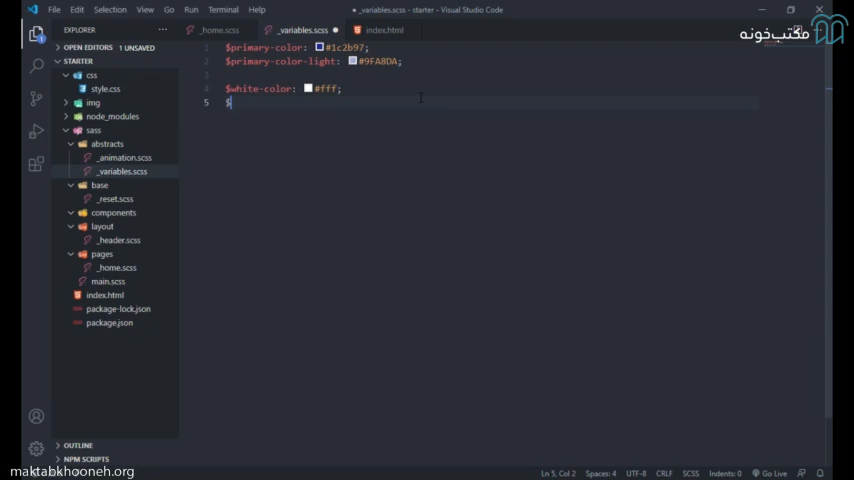 File Edit Selection View Go Run Terminal Help
● _variables.scss - starter - Visual Studio Code
EXPLORER
_home.scss
_variables.scss
index.html
مکتب‌خونه
OPEN EDITORS 1 UNSAVED
STARTER
css
style.css
img
node_modules
sass
abstracts
_animation.scss
_variables.scss
base
_reset.scss
components
layout
_header.scss
pages
_home.scss
main.scss
index.html
package-lock.json
package.json
OUTLINE
NPM SCRIPTS
1 $primary-color: #1c2b97;
2 $primary-color-light: #9FA8DA;
3
4 $white-color: #fff;
5 $
maktabkhooneh.org
Ln 5, Col 2 Spaces: 4 UTF-8 CRLF SCSS Indents: 0 Go Live